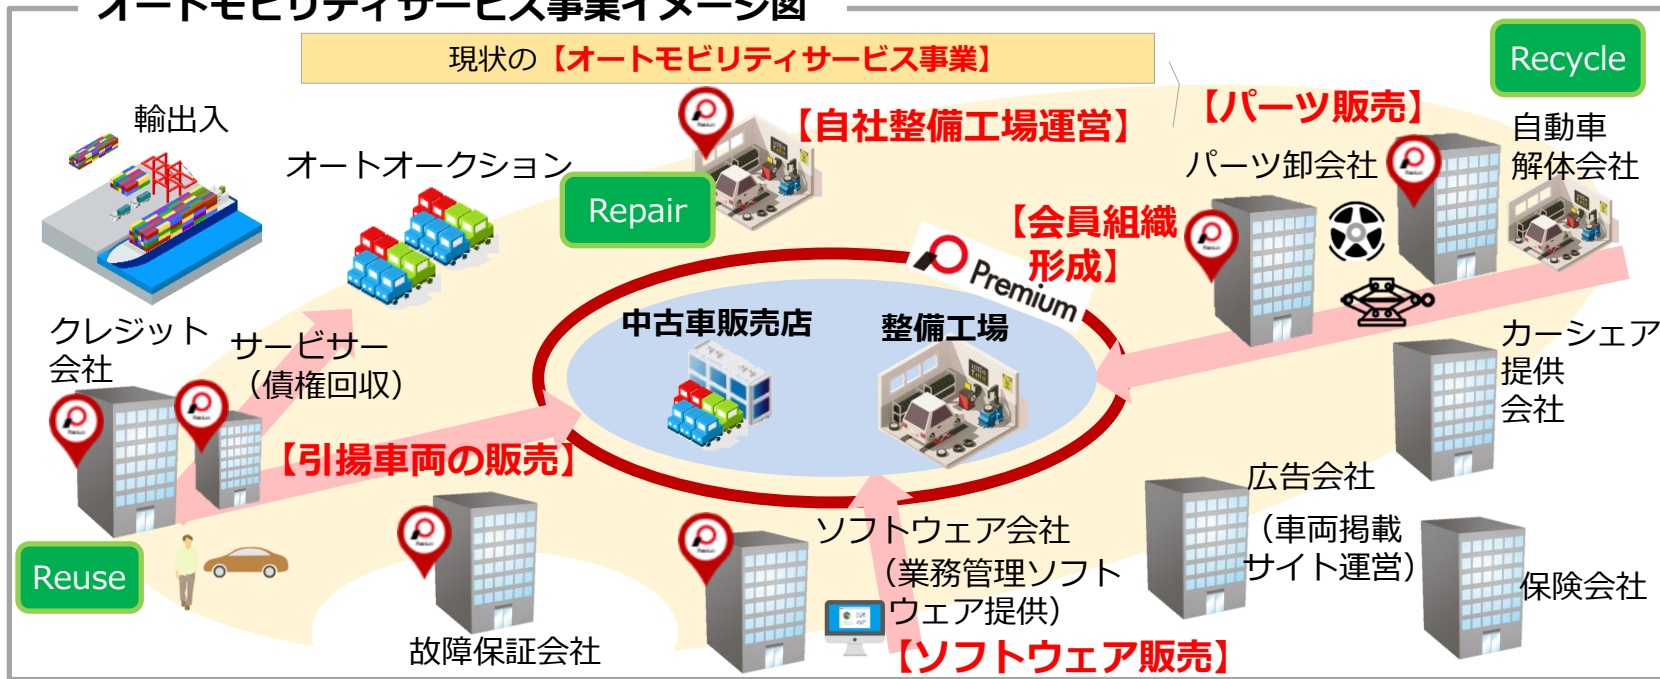 オートモビリティサービス事業イメージ図
現状の【オートモビリティサービス事業】
Recycle
輸出入
オートオークション
Repair
【自社整備工場運営】
【パーツ販売】
パーツ卸会社
自動車
解体会社
【会員組織
形成】
Premium
クレジット
会社
サービサー
（債権回収）
中古車販売店
整備工場
カーシェア
提供
会社
【引揚車両の販売】
Reuse
故障保証会社
ソフトウェア会社
（業務管理ソフト
ウェア提供）
【ソフトウェア販売】
広告会社
（車両掲載
サイト運営）
保険会社